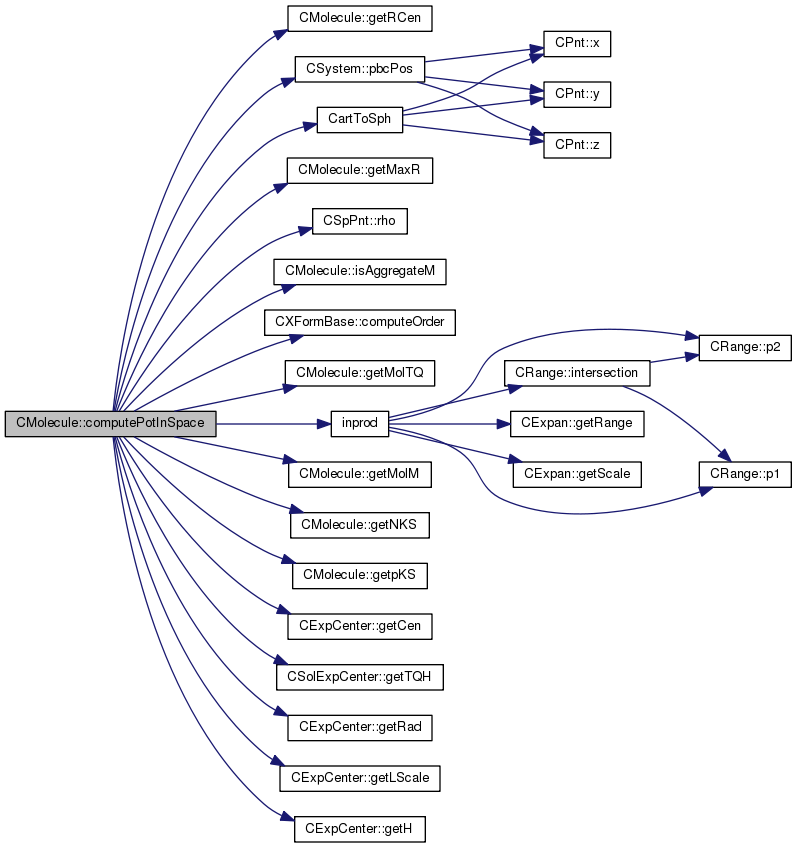 CMolecule::getRCen
CSystem::pbcPos
CPnt::x
CPnt::y
CartToSph
CPnt::z
CMolecule::getMaxR
CSpPnt::rho
CMolecule::isAggregateM
CXFormBase::computeOrder
CRange::p2
CMolecule::getMolTQ
CRange::intersection
CMolecule::computePotInSpace
inprod
CExpan::getRange
CMolecule::getMolM
CExpan::getScale
CRange::p1
CMolecule::getNKS
CMolecule::getpKS
CExpCenter::getCen
CSolExpCenter::getTQH
CExpCenter::getRad
CExpCenter::getLScale
CExpCenter::getH